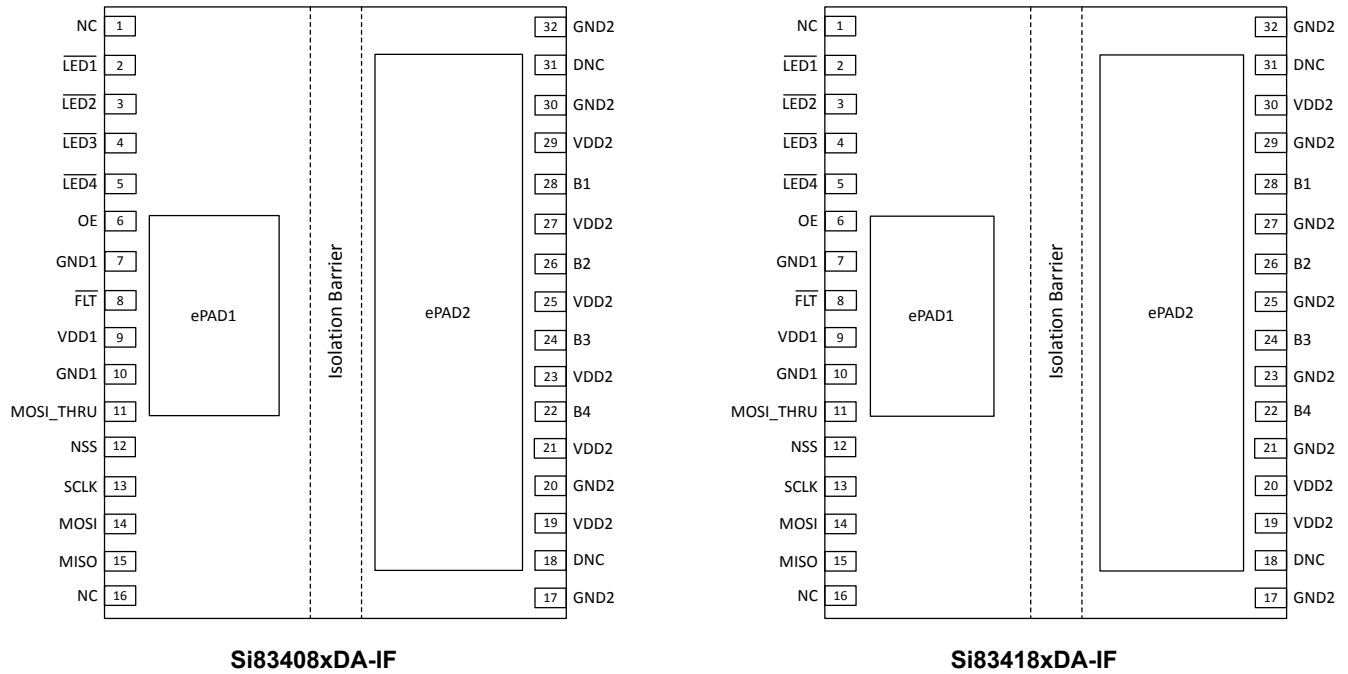 NC 1
LED1 2
LED2 3
LED3 4
LED4 5
OE 6
GND1 7
FLT 8
VDD1 9
GND1 10
MOSI_THRU 11
NSS 12
SCLK 13
MOSI 14
MISO 15
NC 16
ePAD1
Isolation Barrier
ePAD2
32 GND2
31 DNC
30 GND2
29 VDD2
28 B1
27 VDD2
26 B2
25 VDD2
24 B3
23 VDD2
22 B4
21 VDD2
20 GND2
19 VDD2
18 DNC
17 GND2
Si83408xDA-IF
NC 1
LED1 2
LED2 3
LED3 4
LED4 5
OE 6
GND1 7
FLT 8
VDD1 9
GND1 10
MOSI_THRU 11
NSS 12
SCLK 13
MOSI 14
MISO 15
NC 16
ePAD1
Isolation Barrier
ePAD2
32 GND2
31 DNC
30 VDD2
29 GND2
28 B1
27 GND2
26 B2
25 GND2
24 B3
23 GND2
22 B4
21 GND2
20 VDD2
19 VDD2
18 DNC
17 GND2
Si83418xDA-IF